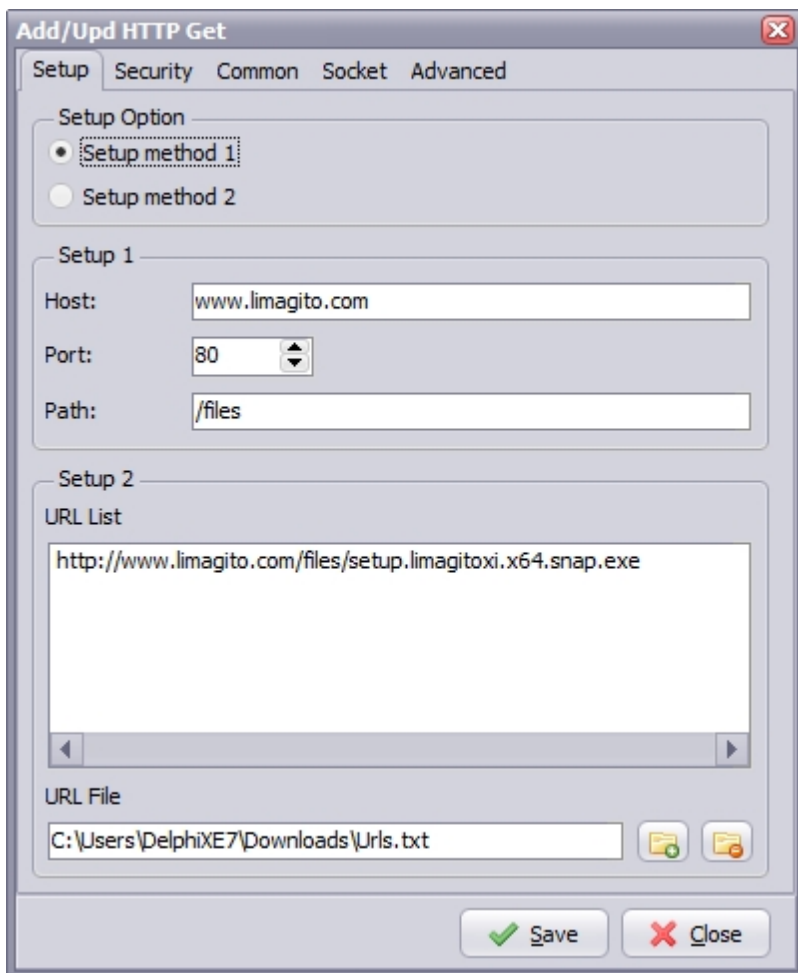 Add/Upd HTTP Get
Setup Security Common Socket Advanced
Setup Option
Setup method 1
Setup method 2
Setup 1
Host: www.limagito.com
Port: 80
Path: /files
Setup 2
URL List
http://www.limagito.com/files/setup.limagitoxi.x64.snap.exe
URL File
C:\Users\DelphiXE7\Downloads\Urls.txt
Save Close